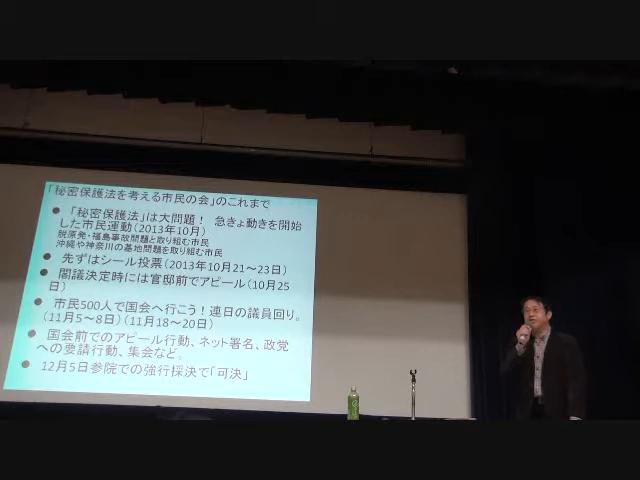 「秘密保護法を考える市民の会」のこれまで
● 「秘密保護法」は大問題！ 急きょ動きを開始
した市民運動（2013年10月）
脱原発・福島事故問題と取り組む市民
沖縄や神奈川の基地問題を取り組む市民
● 先ずはシール投票（2013年10月21～23日）
● 閣議決定時には官邸前でアピール（10月25
日）
● 市民500人で国会へ行こう！連日の議員回り。
（11月5～8日）（11月18～20日）
● 国会前でのアピール行動、ネット署名、政党
への要請行動、集会など。
● 12月5日参院での強行採決で「可決」